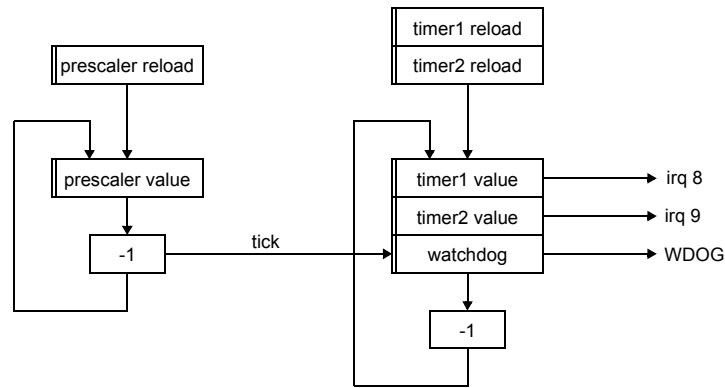 timer1 reload
timer2 reload
prescaler reload
prescaler value
-1
tick
timer1 value
timer2 value
watchdog
irq 8
irq 9
WDOG
-1